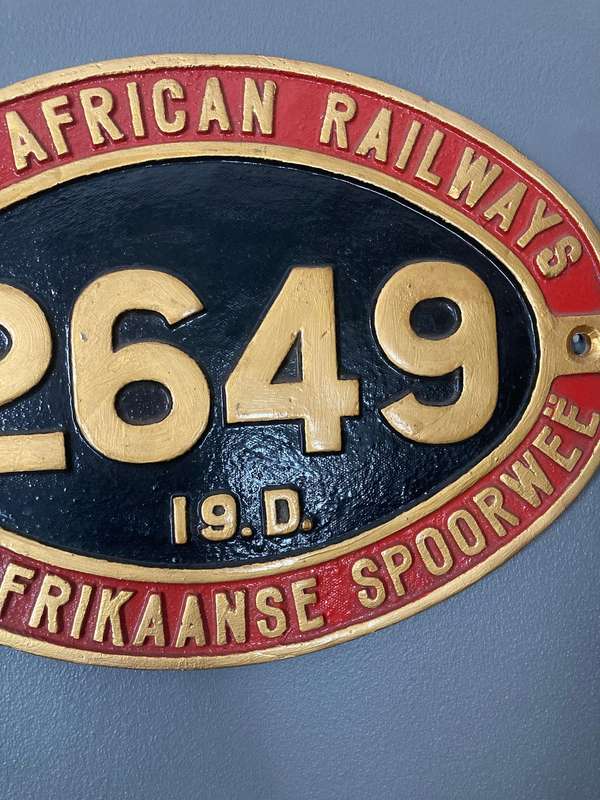 AFRICAN RAILWAYS
2649
19.D.
FRIKAANSE SPOORWEË